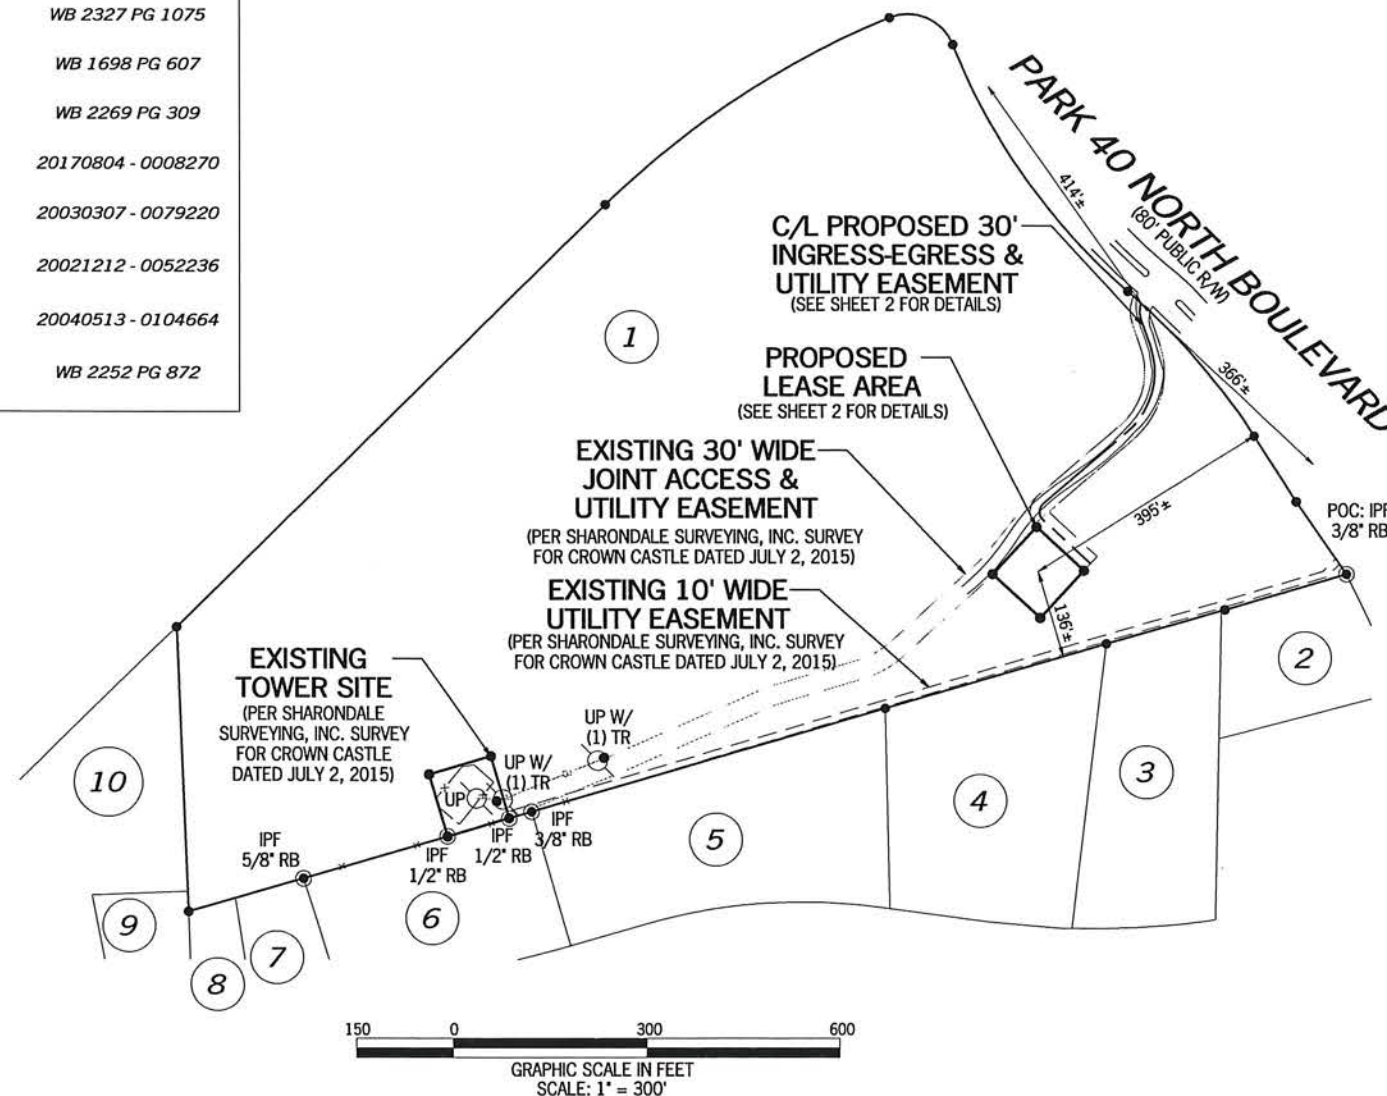 WB 2327 PG 1075
WB 1698 PG 607
WB 2269 PG 309
20170804 - 0008270
20030307 - 0079220
20021212 - 0052236
20040513 - 0104664
WB 2252 PG 872
PARK 40 NORTH BOULEVARD
(80' PUBLIC R/W)
414'±
C/L PROPOSED 30'
INGRESS-EGRESS &
UTILITY EASEMENT
(SEE SHEET 2 FOR DETAILS)
1
PROPOSED
LEASE AREA
(SEE SHEET 2 FOR DETAILS)
366'±
EXISTING 30' WIDE
JOINT ACCESS &
UTILITY EASEMENT
(PER SHARONDALE SURVEYING, INC. SURVEY
FOR CROWN CASTLE DATED JULY 2, 2015)
395'±
POC: IPF
3/8" RB
EXISTING 10' WIDE
UTILITY EASEMENT
(PER SHARONDALE SURVEYING, INC. SURVEY
FOR CROWN CASTLE DATED JULY 2, 2015)
136'±
EXISTING
TOWER SITE
(PER SHARONDALE
SURVEYING, INC. SURVEY
FOR CROWN CASTLE
DATED JULY 2, 2015)
UP W/
(1) TR
UP W/
(1) TR
UP
2
3
4
5
10
IPF
5/8" RB
IPF
1/2" RB
IPF
1/2" RB
IPF
3/8" RB
6
9
7
8
150 0 300 600
GRAPHIC SCALE IN FEET
SCALE: 1" = 300'